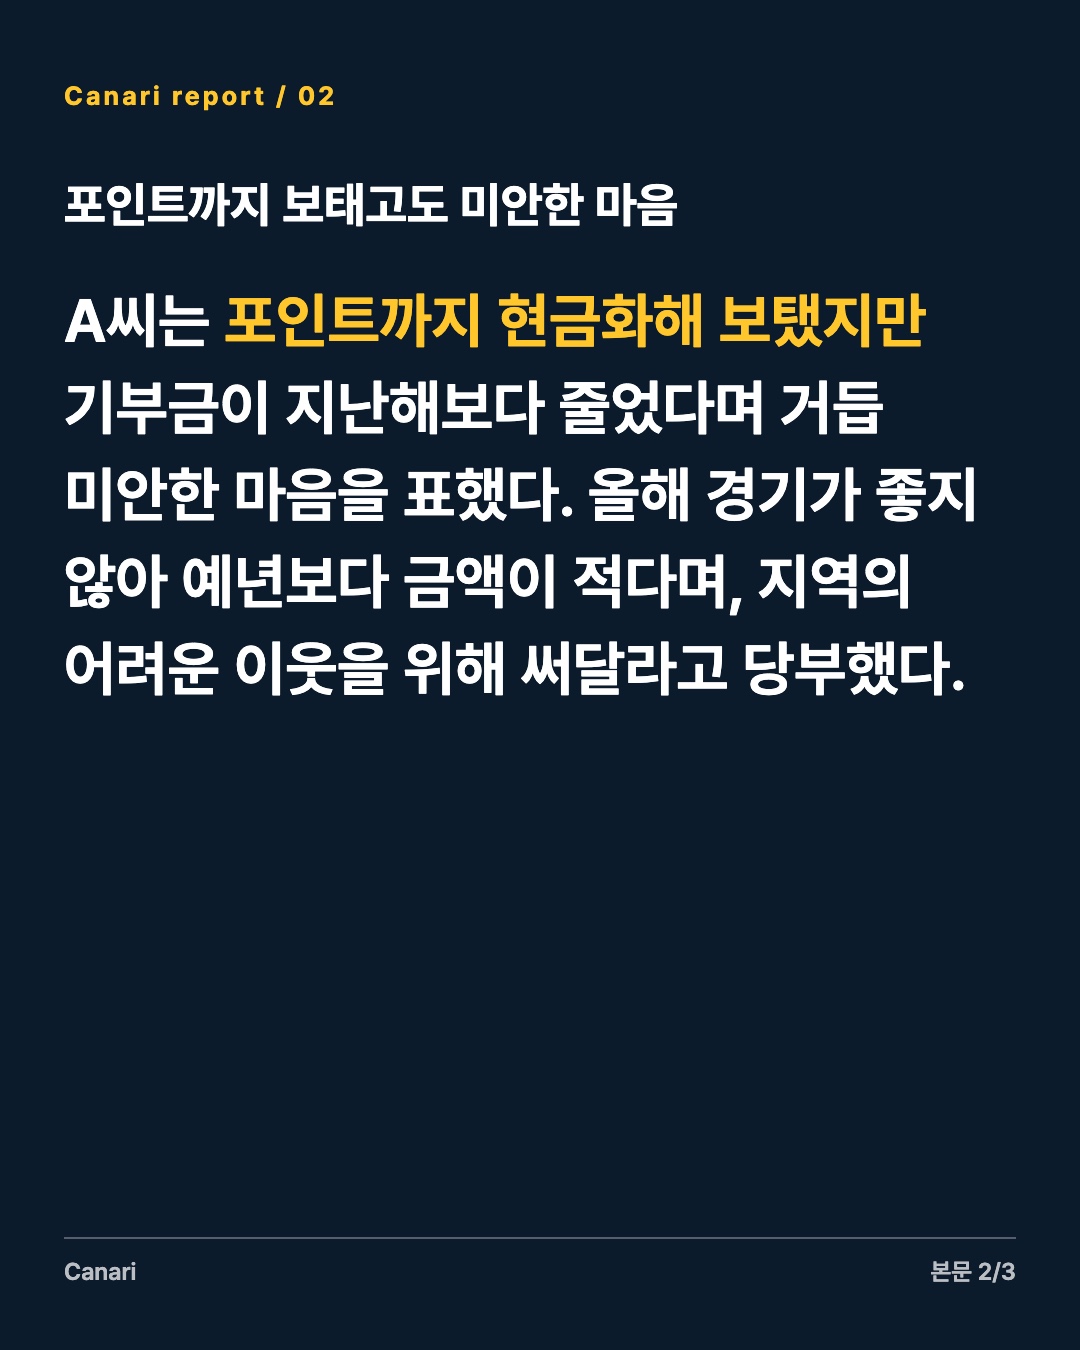 Canari report / 02
포인트까지 보태고도 미안한 마음
A씨는 포인트까지 현금화해 보탰지만
기부금이 지난해보다 줄었다며 거듭
미안한 마음을 표했다. 올해 경기가 좋지
않아 예년보다 금액이 적다며, 지역의
어려운 이웃을 위해 써달라고 당부했다.
Canari
본문 2/3